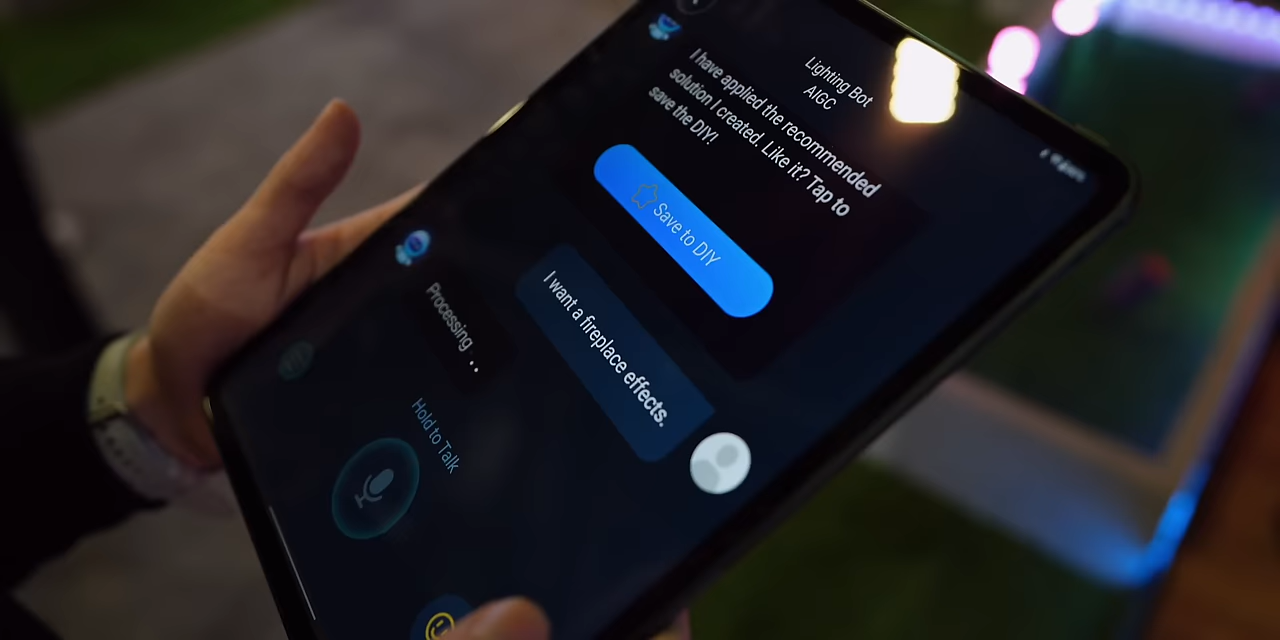 Lighting Bot
AIGC
I have applied the recommended
solution I created. Like it? Tap to
save the DIY!
Save to DIY
I want a fireplace effects.
Processing . .
Hold to Talk